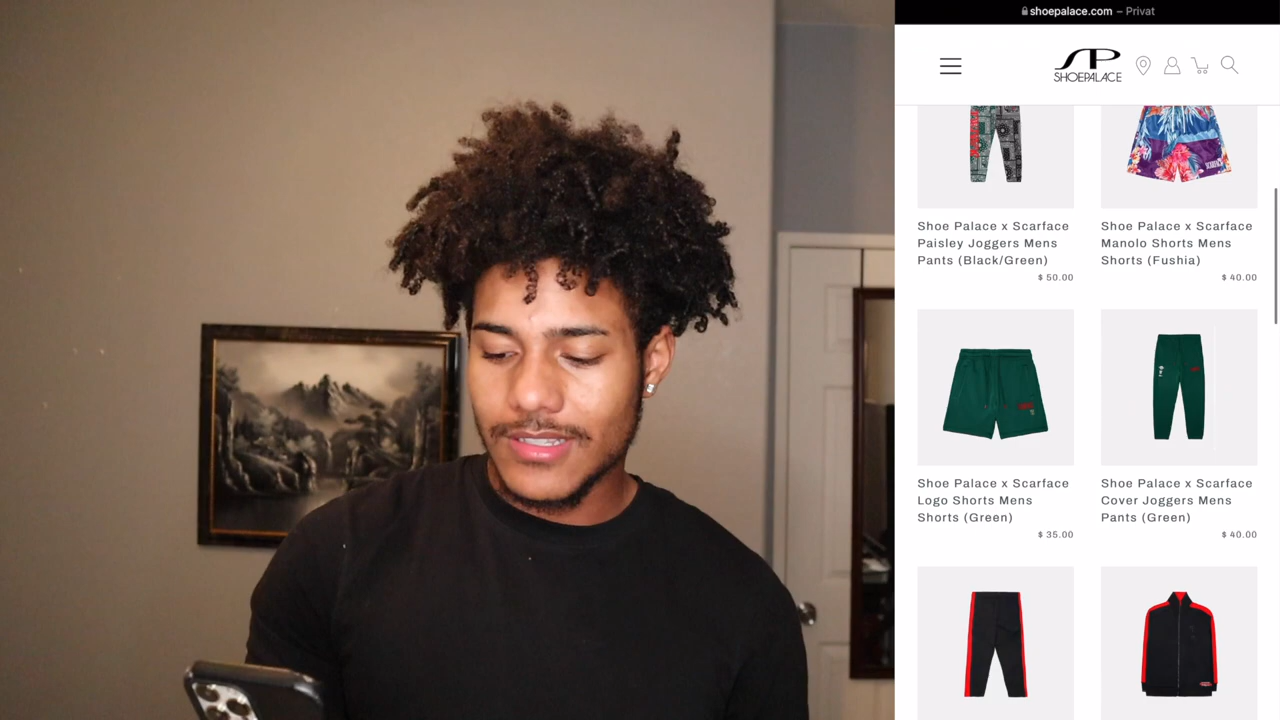 shoepalace.com – Privat
SP
SHOEPALACE
Shoe Palace x Scarface
Paisley Joggers Mens
Pants (Black/Green)
$ 50.00
Shoe Palace x Scarface
Manolo Shorts Mens
Shorts (Fushia)
$ 40.00
Shoe Palace x Scarface
Logo Shorts Mens
Shorts (Green)
$ 35.00
Shoe Palace x Scarface
Cover Joggers Mens
Pants (Green)
$ 40.00